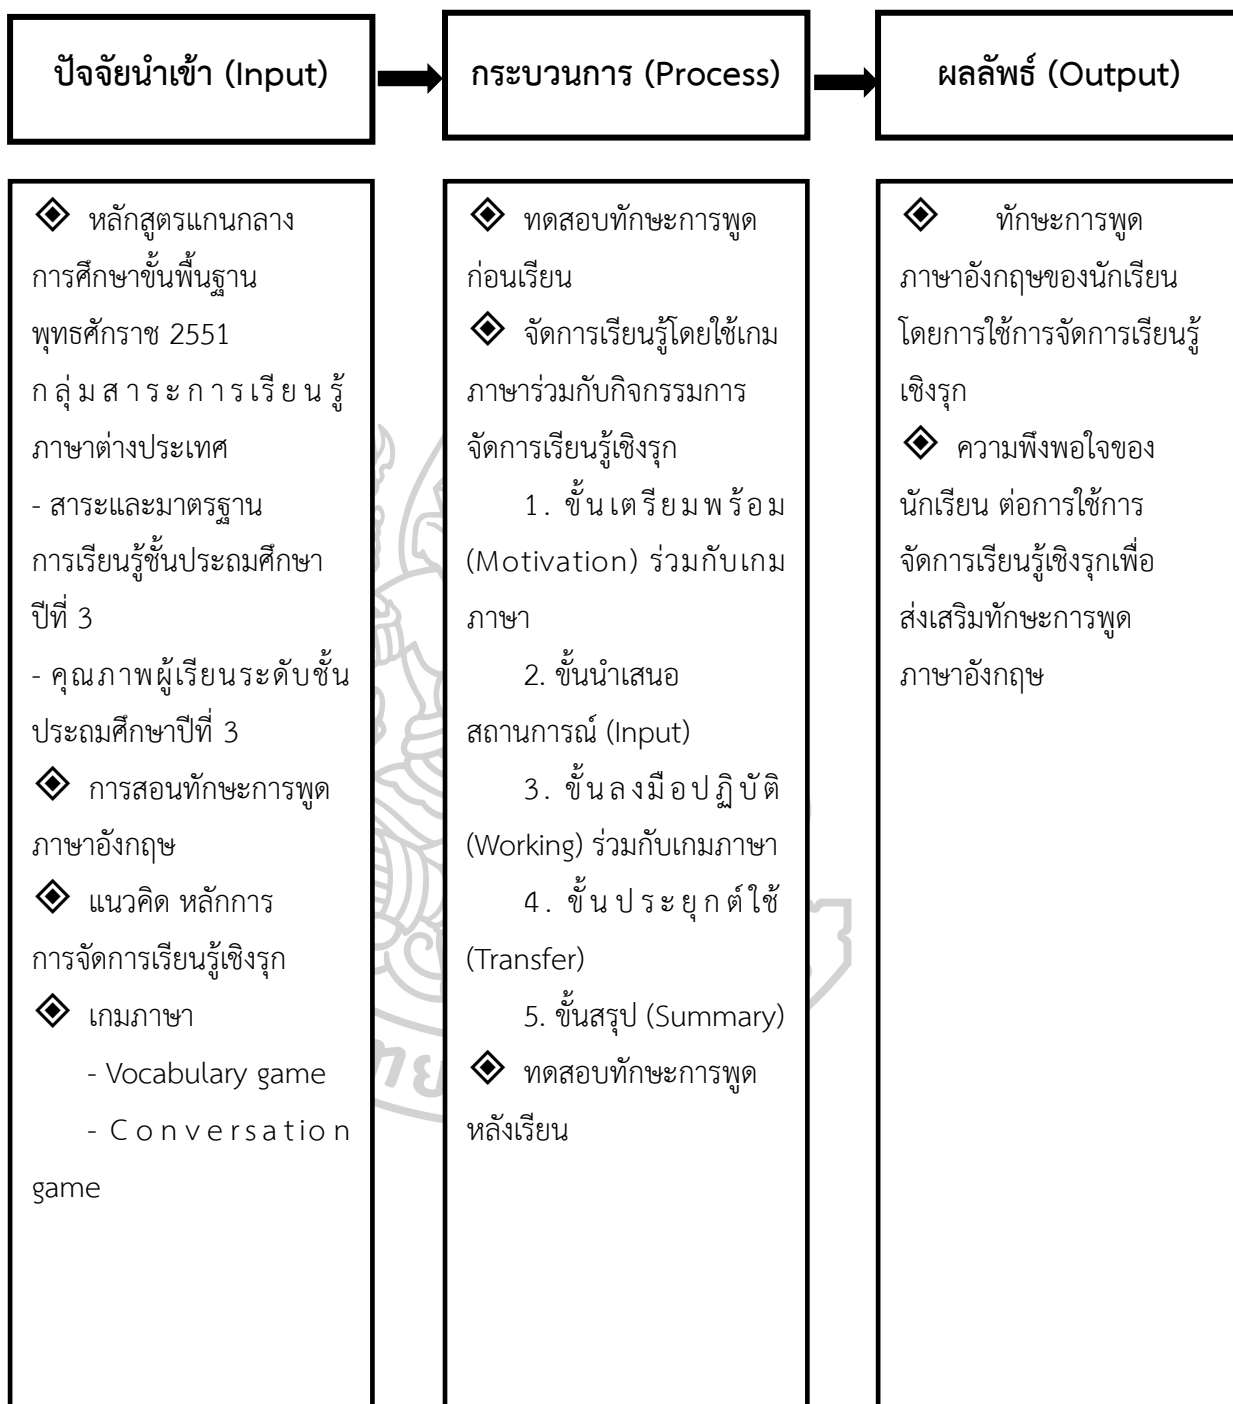 ปัจจัยนำเข้า (Input)
กระบวนการ (Process)
ผลลัพธ์ (Output)
หลักสูตรแกนกลาง
การศึกษาขั้นพื้นฐาน
พุทธศักราช 2551
กลุ่มสาระการเรียนรู้
ภาษาต่างประเทศ
- สาระและมาตรฐาน
การเรียนรู้ชั้นประถมศึกษา
ปีที่ 3
- คุณภาพผู้เรียนระดับชั้น
ประถมศึกษาปีที่ 3
การสอนทักษะการพูด
ภาษาอังกฤษ
แนวคิด หลักการ
การจัดการเรียนรู้เชิงรุก
เกมภาษา
- Vocabulary game
- Conversation
game
ทดสอบทักษะการพูด
ก่อนเรียน
จัดการเรียนรู้โดยใช้เกม
ภาษาร่วมกับกิจกรรมการ
จัดการเรียนรู้เชิงรุก
1. ขั้นเตรียมพร้อม
(Motivation) ร่วมกับเกม
ภาษา
2. ขั้นนำเสนอ
สถานการณ์ (Input)
3. ขั้นลงมือปฏิบัติ
(Working) ร่วมกับเกมภาษา
4. ขั้นประยุกต์ใช้
(Transfer)
5. ขั้นสรุป (Summary)
ทดสอบทักษะการพูด
หลังเรียน
ทักษะการพูด
ภาษาอังกฤษของนักเรียน
โดยการใช้การจัดการเรียนรู้
เชิงรุก
ความพึงพอใจของ
นักเรียน ต่อการใช้การ
จัดการเรียนรู้เชิงรุกเพื่อ
ส่งเสริมทักษะการพูด
ภาษาอังกฤษ